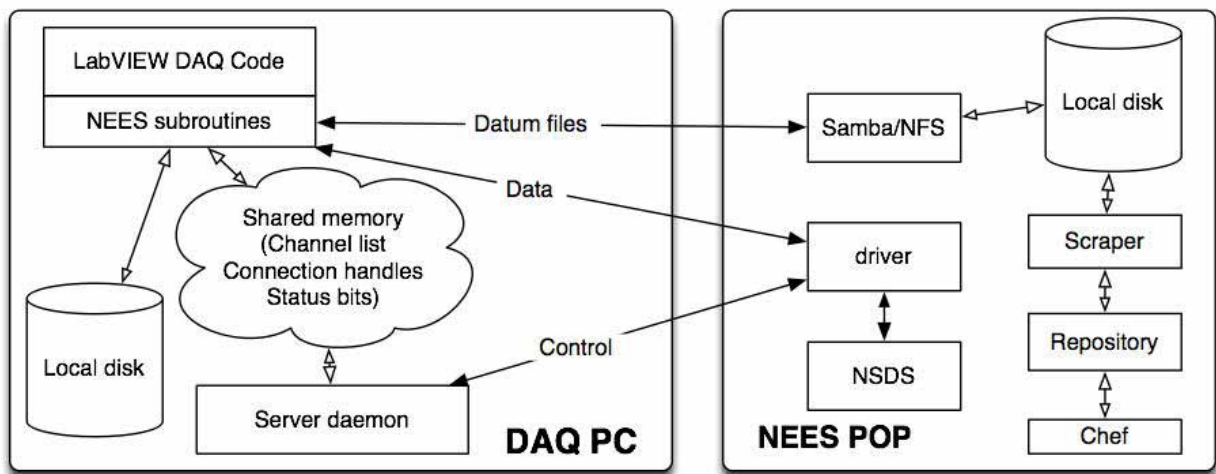 LabVIEW DAQ Code
NEES subroutines
Shared memory
(Channel list
Connection handles
Status bits)
Local disk
Server daemon
DAQ PC
Datum files
Data
Control
Samba/NFS
driver
NSDS
Local disk
Scraper
Repository
Chef
NEES POP